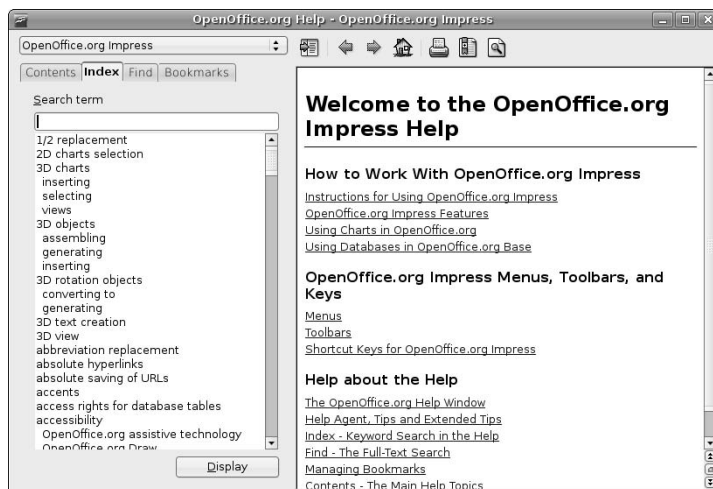 OpenOffice.org Help - OpenOffice.org Impress
OpenOffice.org Impress
Contents Index Find Bookmarks
Search term
1/2 replacement
2D charts selection
3D charts
inserting
selecting
views
3D objects
assembling
generating
inserting
3D rotation objects
converting to
generating
3D text creation
3D view
abbreviation replacement
absolute hyperlinks
absolute saving of URLs
accents
access rights for database tables
accessibility
OpenOffice.org assistive technology
OpenOffice.org Draw
Display
Welcome to the OpenOffice.org
Impress Help
How to Work With OpenOffice.org Impress
Instructions for Using OpenOffice.org Impress
OpenOffice.org Impress Features
Using Charts in OpenOffice.org
Using Databases in OpenOffice.org Base
OpenOffice.org Impress Menus, Toolbars, and
Keys
Menus
Toolbars
Shortcut Keys for OpenOffice.org Impress
Help about the Help
The OpenOffice.org Help Window
Help Agent, Tips and Extended Tips
Index - Keyword Search in the Help
Find - The Full-Text Search
Managing Bookmarks
Contents - The Main Help Topics